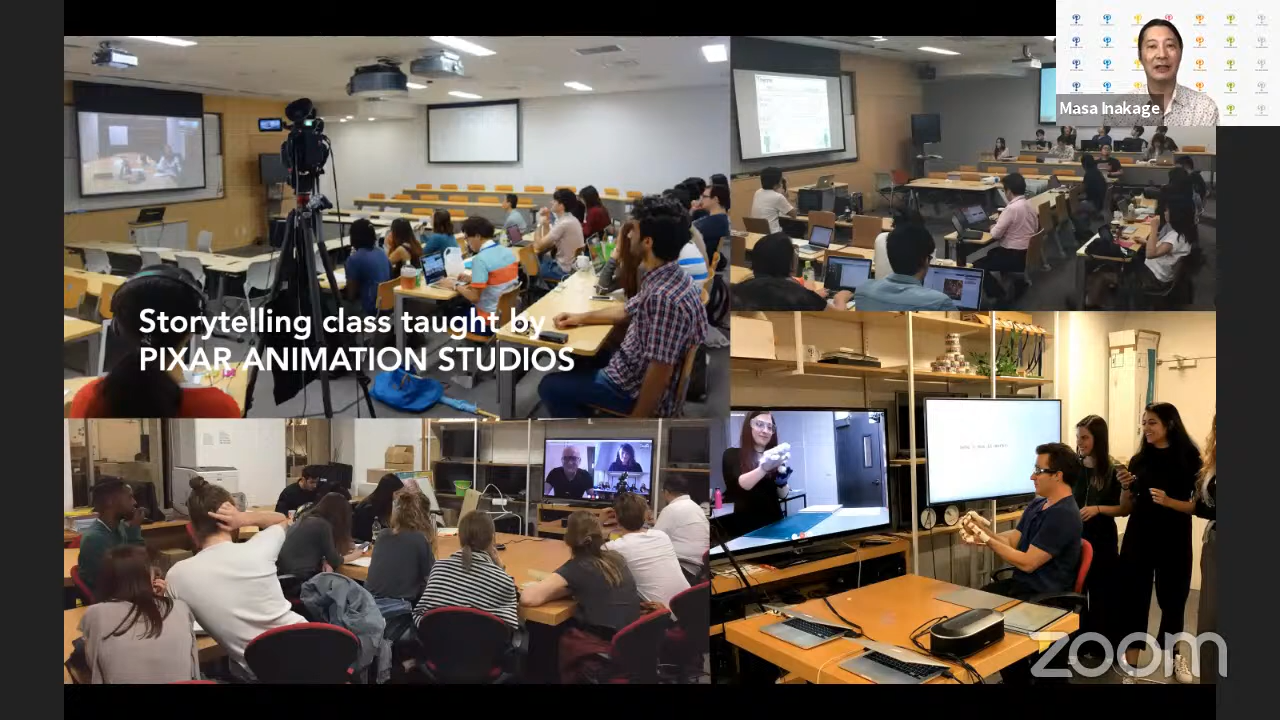 Masa Inakage
Storytelling class taught by
PIXAR ANIMATION STUDIOS
zoom